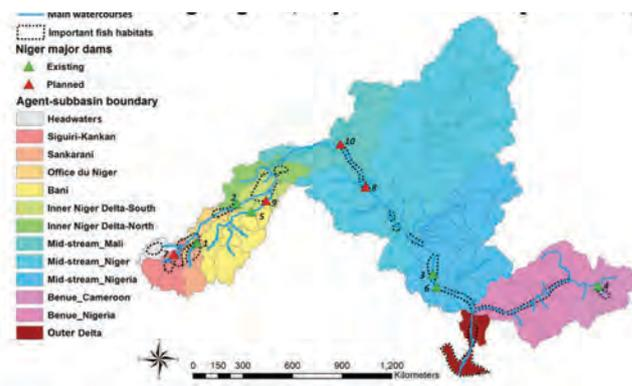 Main watercourses
Important fish habitats
Niger major dams
Existing
Planned
Agent-subbasin boundary
Headwaters
Siguiri-Kankan
Sankarani
Office du Niger
Bani
Inner Niger Delta-South
Inner Niger Delta-North
Mid-stream_Mali
Mid-stream_Niger
Mid-stream_Nigeria
Benue_Cameroon
Benue_Nigeria
Outer Delta
10
8
2
9
5
1
7
3
6
4
0 150 300 600 900 1,200
Kilometers